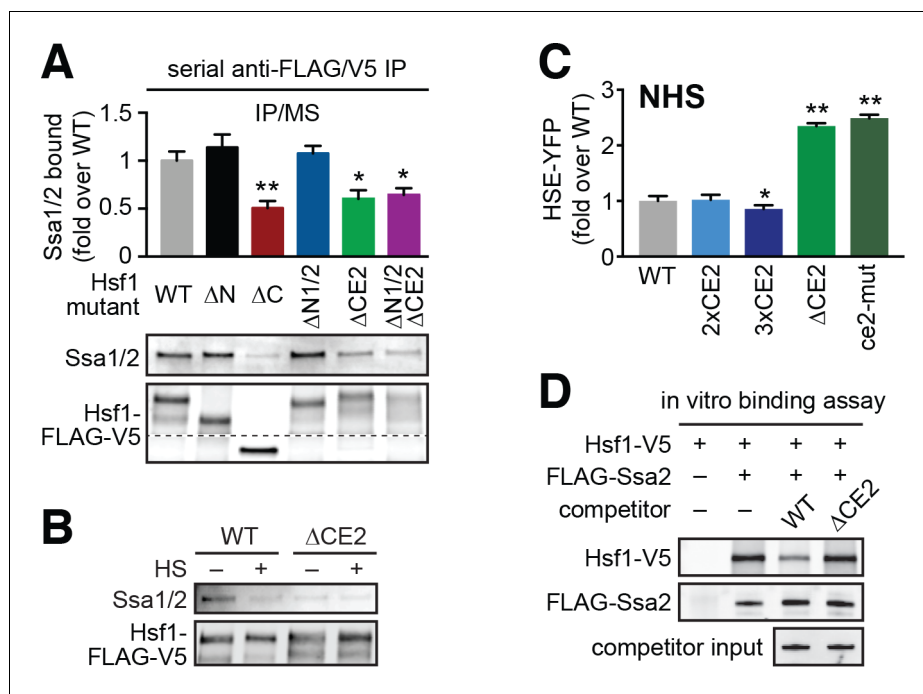 A
serial anti-FLAG/V5 IP
IP/MS
Ssa1/2 bound
(fold over WT)
1.5
1
0.5
0
** * *
Hsf1
mutant
WT ΔN ΔC ΔN1/2 ΔCE2 ΔN1/2
ΔCE2
Ssa1/2
Hsf1-
FLAG-V5
B
WT ΔCE2
HS – + – +
Ssa1/2
Hsf1-
FLAG-V5
C
NHS
HSE-YFP
(fold over WT)
3
2
1
0
* ** **
WT 2xCE2 3xCE2 ΔCE2 ce2-mut
D
in vitro binding assay
Hsf1-V5 + + + +
FLAG-Ssa2 – + + +
competitor – – WT ΔCE2
Hsf1-V5
FLAG-Ssa2
competitor input